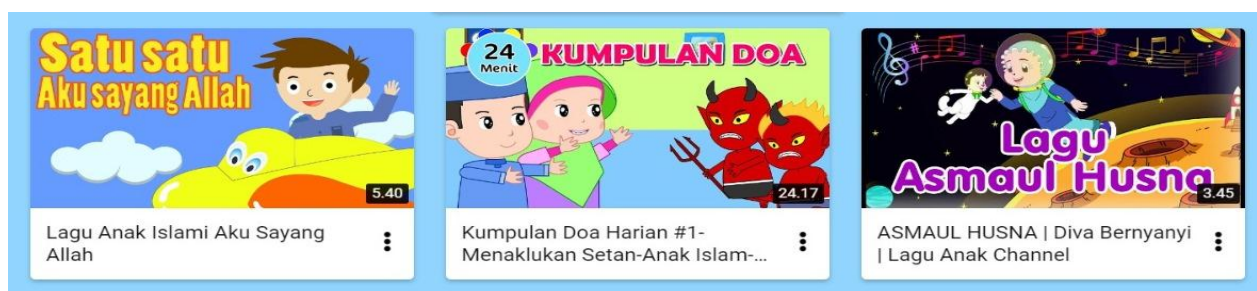 Satu satu
Aku sayang Allah
5.40
Lagu Anak Islami Aku Sayang
Allah
24
Menit
KUMPULAN DOA
24.17
Kumpulan Doa Harian #1-
Menaklukan Setan-Anak Islam-...
Lagu
Asmaul Husna
3.45
ASMAUL HUSNA | Diva Bernyanyi
| Lagu Anak Channel